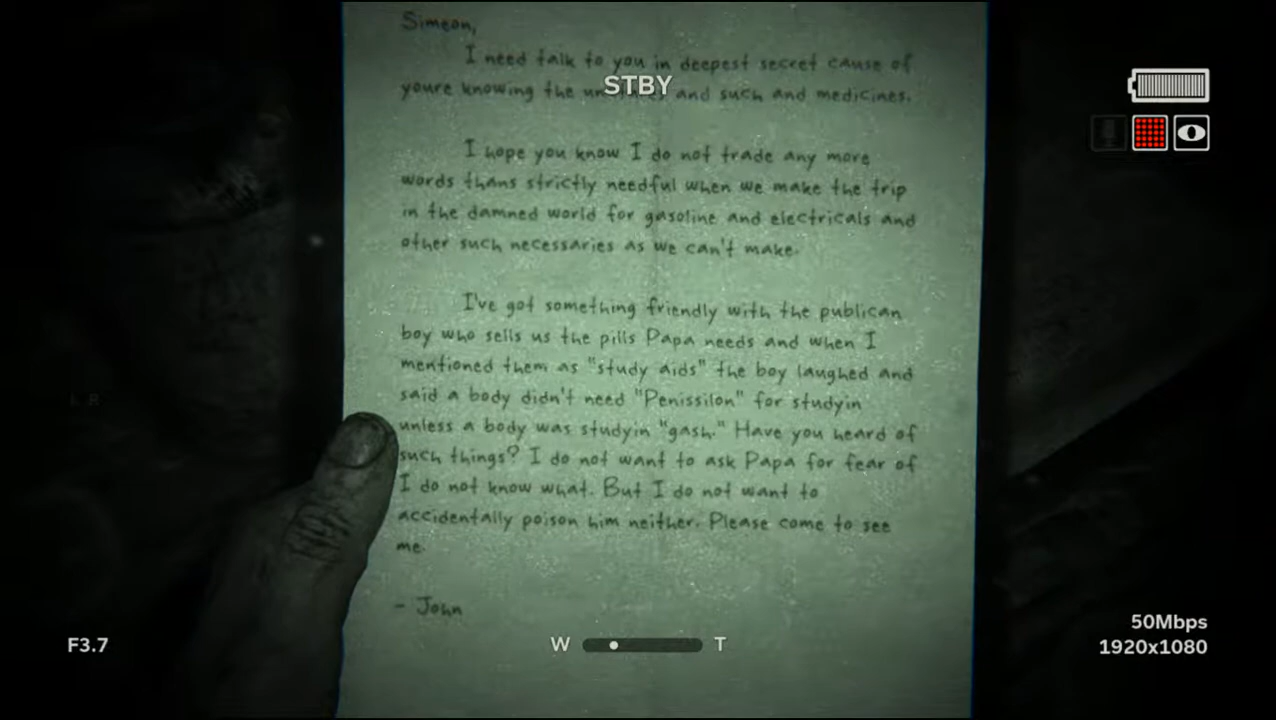 Simeon,
I need talk to you in deepest secret cause of
youre knowing the and such and medicines.
STBY
I hope you know I do not trade any more
words thans strictly needful when we make the trip
in the damned world for gasoline and electricals and
other such necessaries as we can't make.
I've got something friendly with the publican
boy who sells us the pills Papa needs and when I
mentioned them as "study aids" the boy laughed and
said a body didn't need "Penissilon" for studyin
unless a body was studyin "gash." Have you heard of
such things? I do not want to ask Papa for fear of
I do not know what. But I do not want to
accidentally poison him neither. Please come to see
me.
- John
F3.7
W T
50Mbps
1920x1080